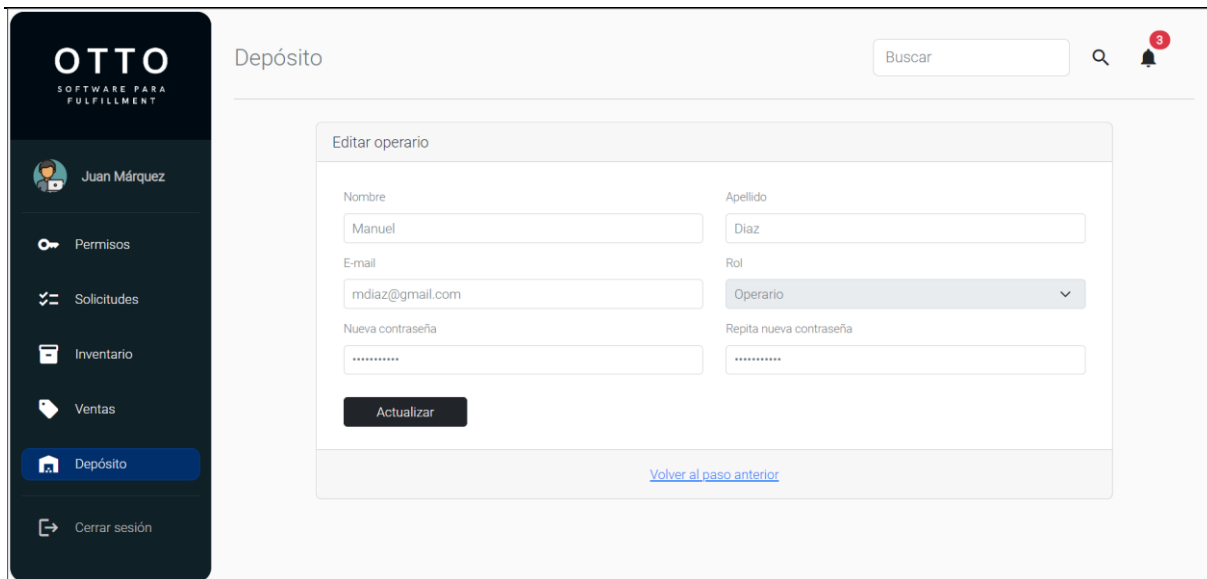 OTTO
SOFTWARE PARA
FULFILLMENT
Juan Márquez
Permisos
Solicitudes
Inventario
Ventas
Depósito
Cerrar sesión
Depósito
Buscar
3
Editar operario
Nombre
Apellido
Manuel
Diaz
E-mail
Rol
mdiaz@gmail.com
Operario
Nueva contraseña
Repita nueva contraseña
•••••••••••
•••••••••••
Actualizar
Volver al paso anterior